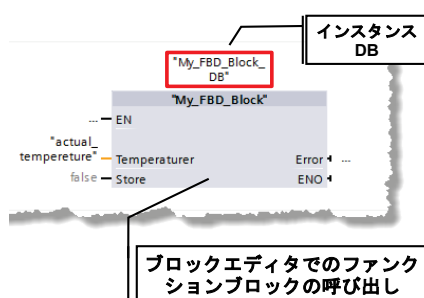 インスタンス
DB
"My_FBD_Block_
DB"
"My_FBD_Block"
... EN
"actual_
tempereture" Temperaturer Error ...
false Store ENO
ブロックエディタでのファンク
ションブロックの呼び出し